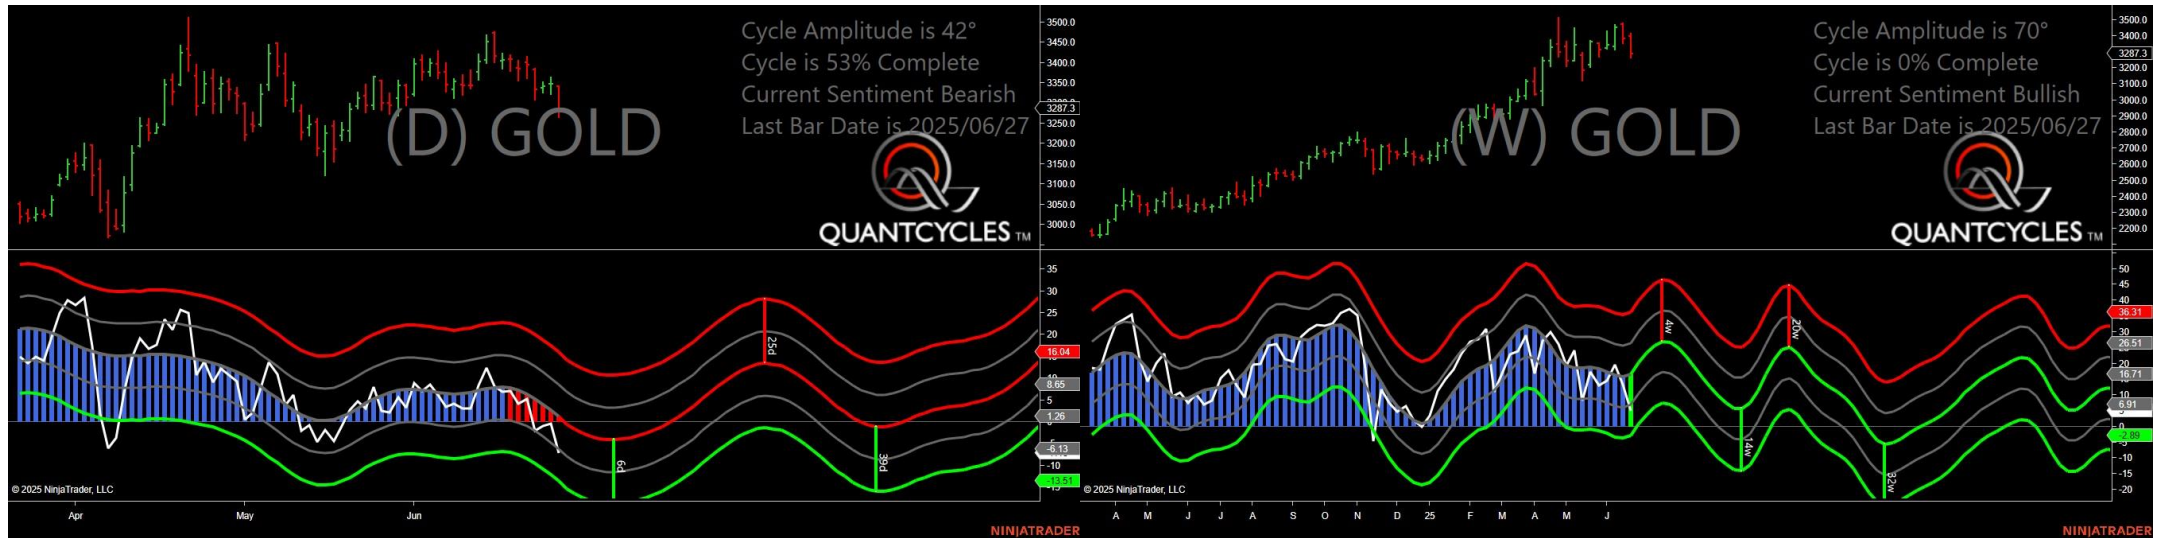 Cycle Amplitude is 42°
Cycle is 53% Complete
Current Sentiment Bearish
Last Bar Date is 2025/06/27
(D) GOLD
QUANTCYCLES TM
3500.0
3450.0
3400.0
3350.0
3287.3
3250.0
3200.0
3150.0
3100.0
3050.0
3000.0
35
30
25
20
16.04
8.65
5
1.26
-6.13
-10
-13.51
25d
6d
39d
© 2025 NinjaTrader, LLC
Apr
May
Jun
NINJATRADER
Cycle Amplitude is 70°
Cycle is 0% Complete
Current Sentiment Bullish
Last Bar Date is 2025/06/27
(W) GOLD
QUANTCYCLES TM
3500.0
3400.0
3287.3
3200.0
3100.0
3000.0
2900.0
2800.0
2700.0
2600.0
2500.0
2400.0
2300.0
2200.0
50
45
40
36.31
30
26.51
20
16.71
10
6.91
0
-2.89
-10
-15
-20
4w
20w
14w
32w
© 2025 NinjaTrader, LLC
A M J J A S O N D 25 F M A M J
NINJATRADER